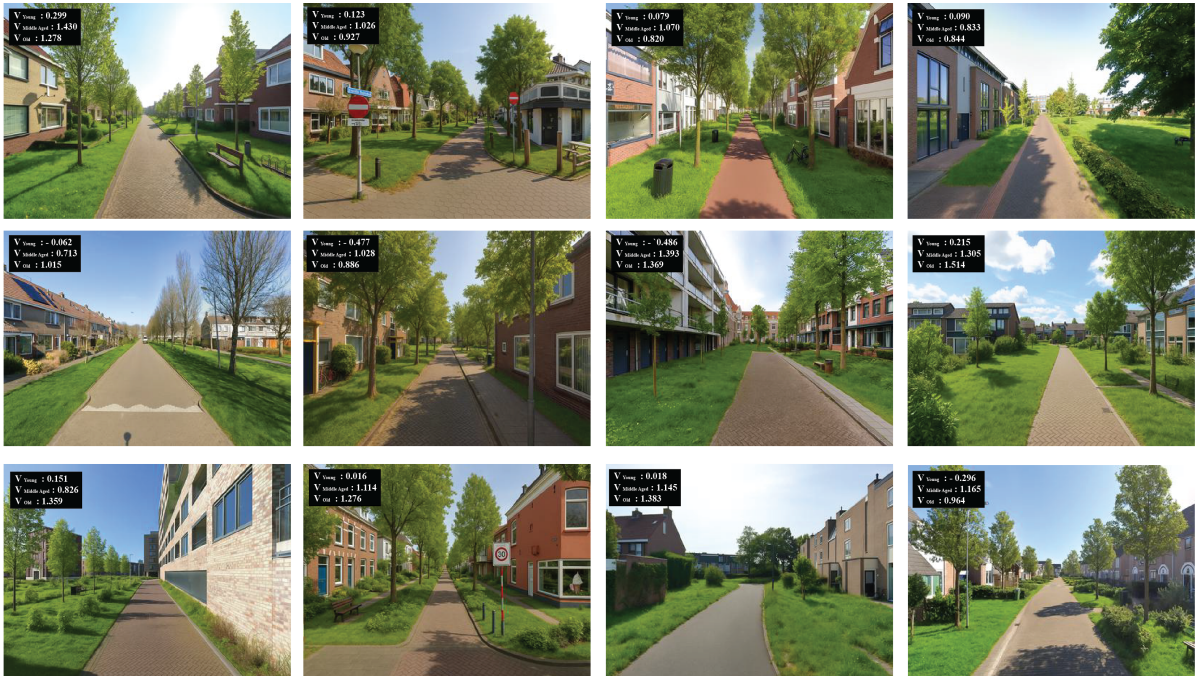 V Young : 0.299
V Middle Aged : 1.430
V Old : 1.278
V Young : 0.123
V Middle Aged : 1.026
V Old : 0.927
V Young : 0.079
V Middle Aged : 1.070
V Old : 0.820
V Young : 0.090
V Middle Aged : 0.833
V Old : 0.844
V Young : - 0.062
V Middle Aged : 0.713
V Old : 1.015
V Young : - 0.477
V Middle Aged : 1.028
V Old : 0.886
V Young : - `0.486
V Middle Aged : 1.393
V Old : 1.369
V Young : 0.215
V Middle Aged : 1.305
V Old : 1.514
V Young : 0.151
V Middle Aged : 0.826
V Old : 1.359
V Young : 0.016
V Middle Aged : 1.114
V Old : 1.276
30
V Young : 0.018
V Middle Aged : 1.145
V Old : 1.383
V Young : - 0.296
V Middle Aged : 1.165
V Old : 0.964